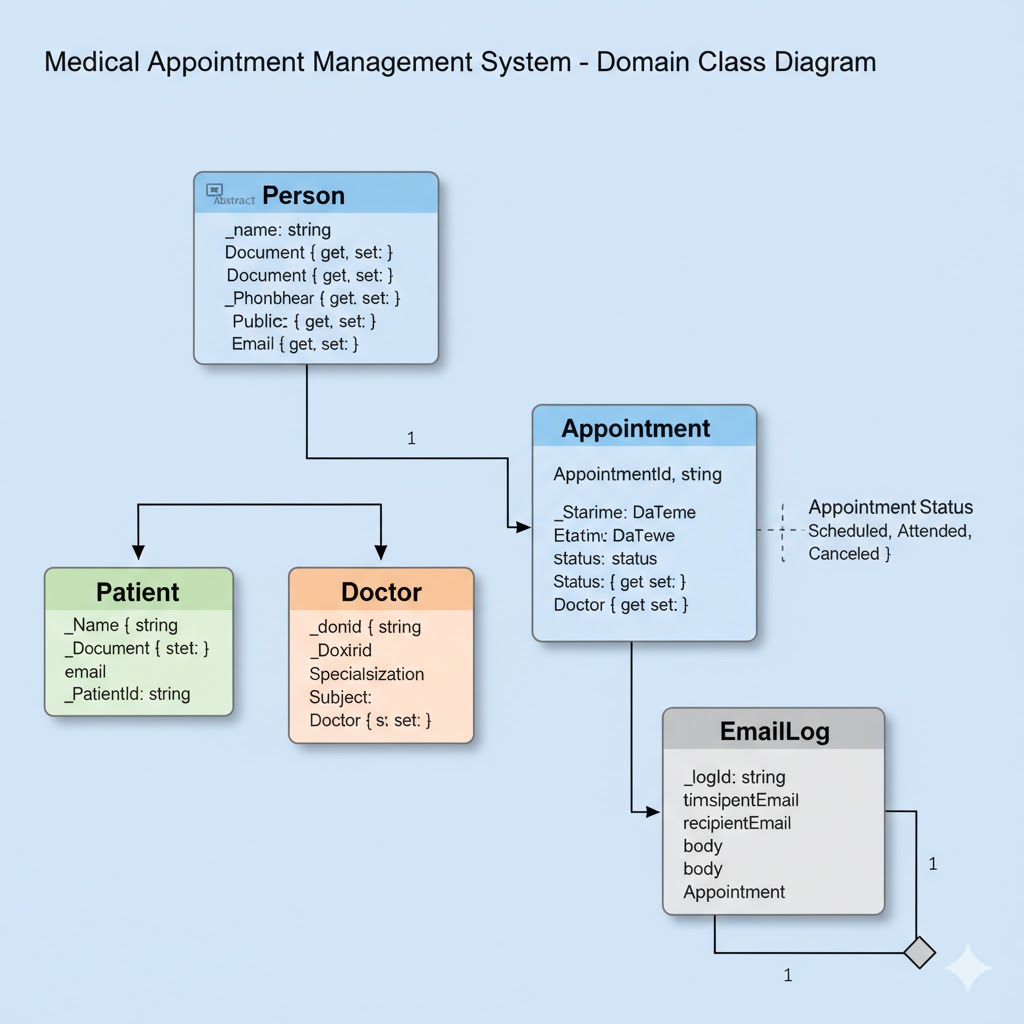 Medical Appointment Management System - Domain Class Diagram
Abstract Person
_name: string
Document { get, set: }
Document { get, set: }
_Phonbhear { get. set: }
Public: { get, set: }
Email { get, set: }
1
Appointment
AppointmentId, string
_Starime: DaTeme
Etatm: DaTewe
status: status
Status: { get set: }
Doctor { get set: }
Appointment Status
Scheduled, Attended,
Canceled }
Patient
_Name { string
_Document { stet: }
email
_PatientId: string
Doctor
_donid { string
_Doxirid
Specialsization
Subject:
Doctor { s: set: }
EmailLog
_logId: string
timsipentEmail
recipientEmail
body
body
Appointment
1
1